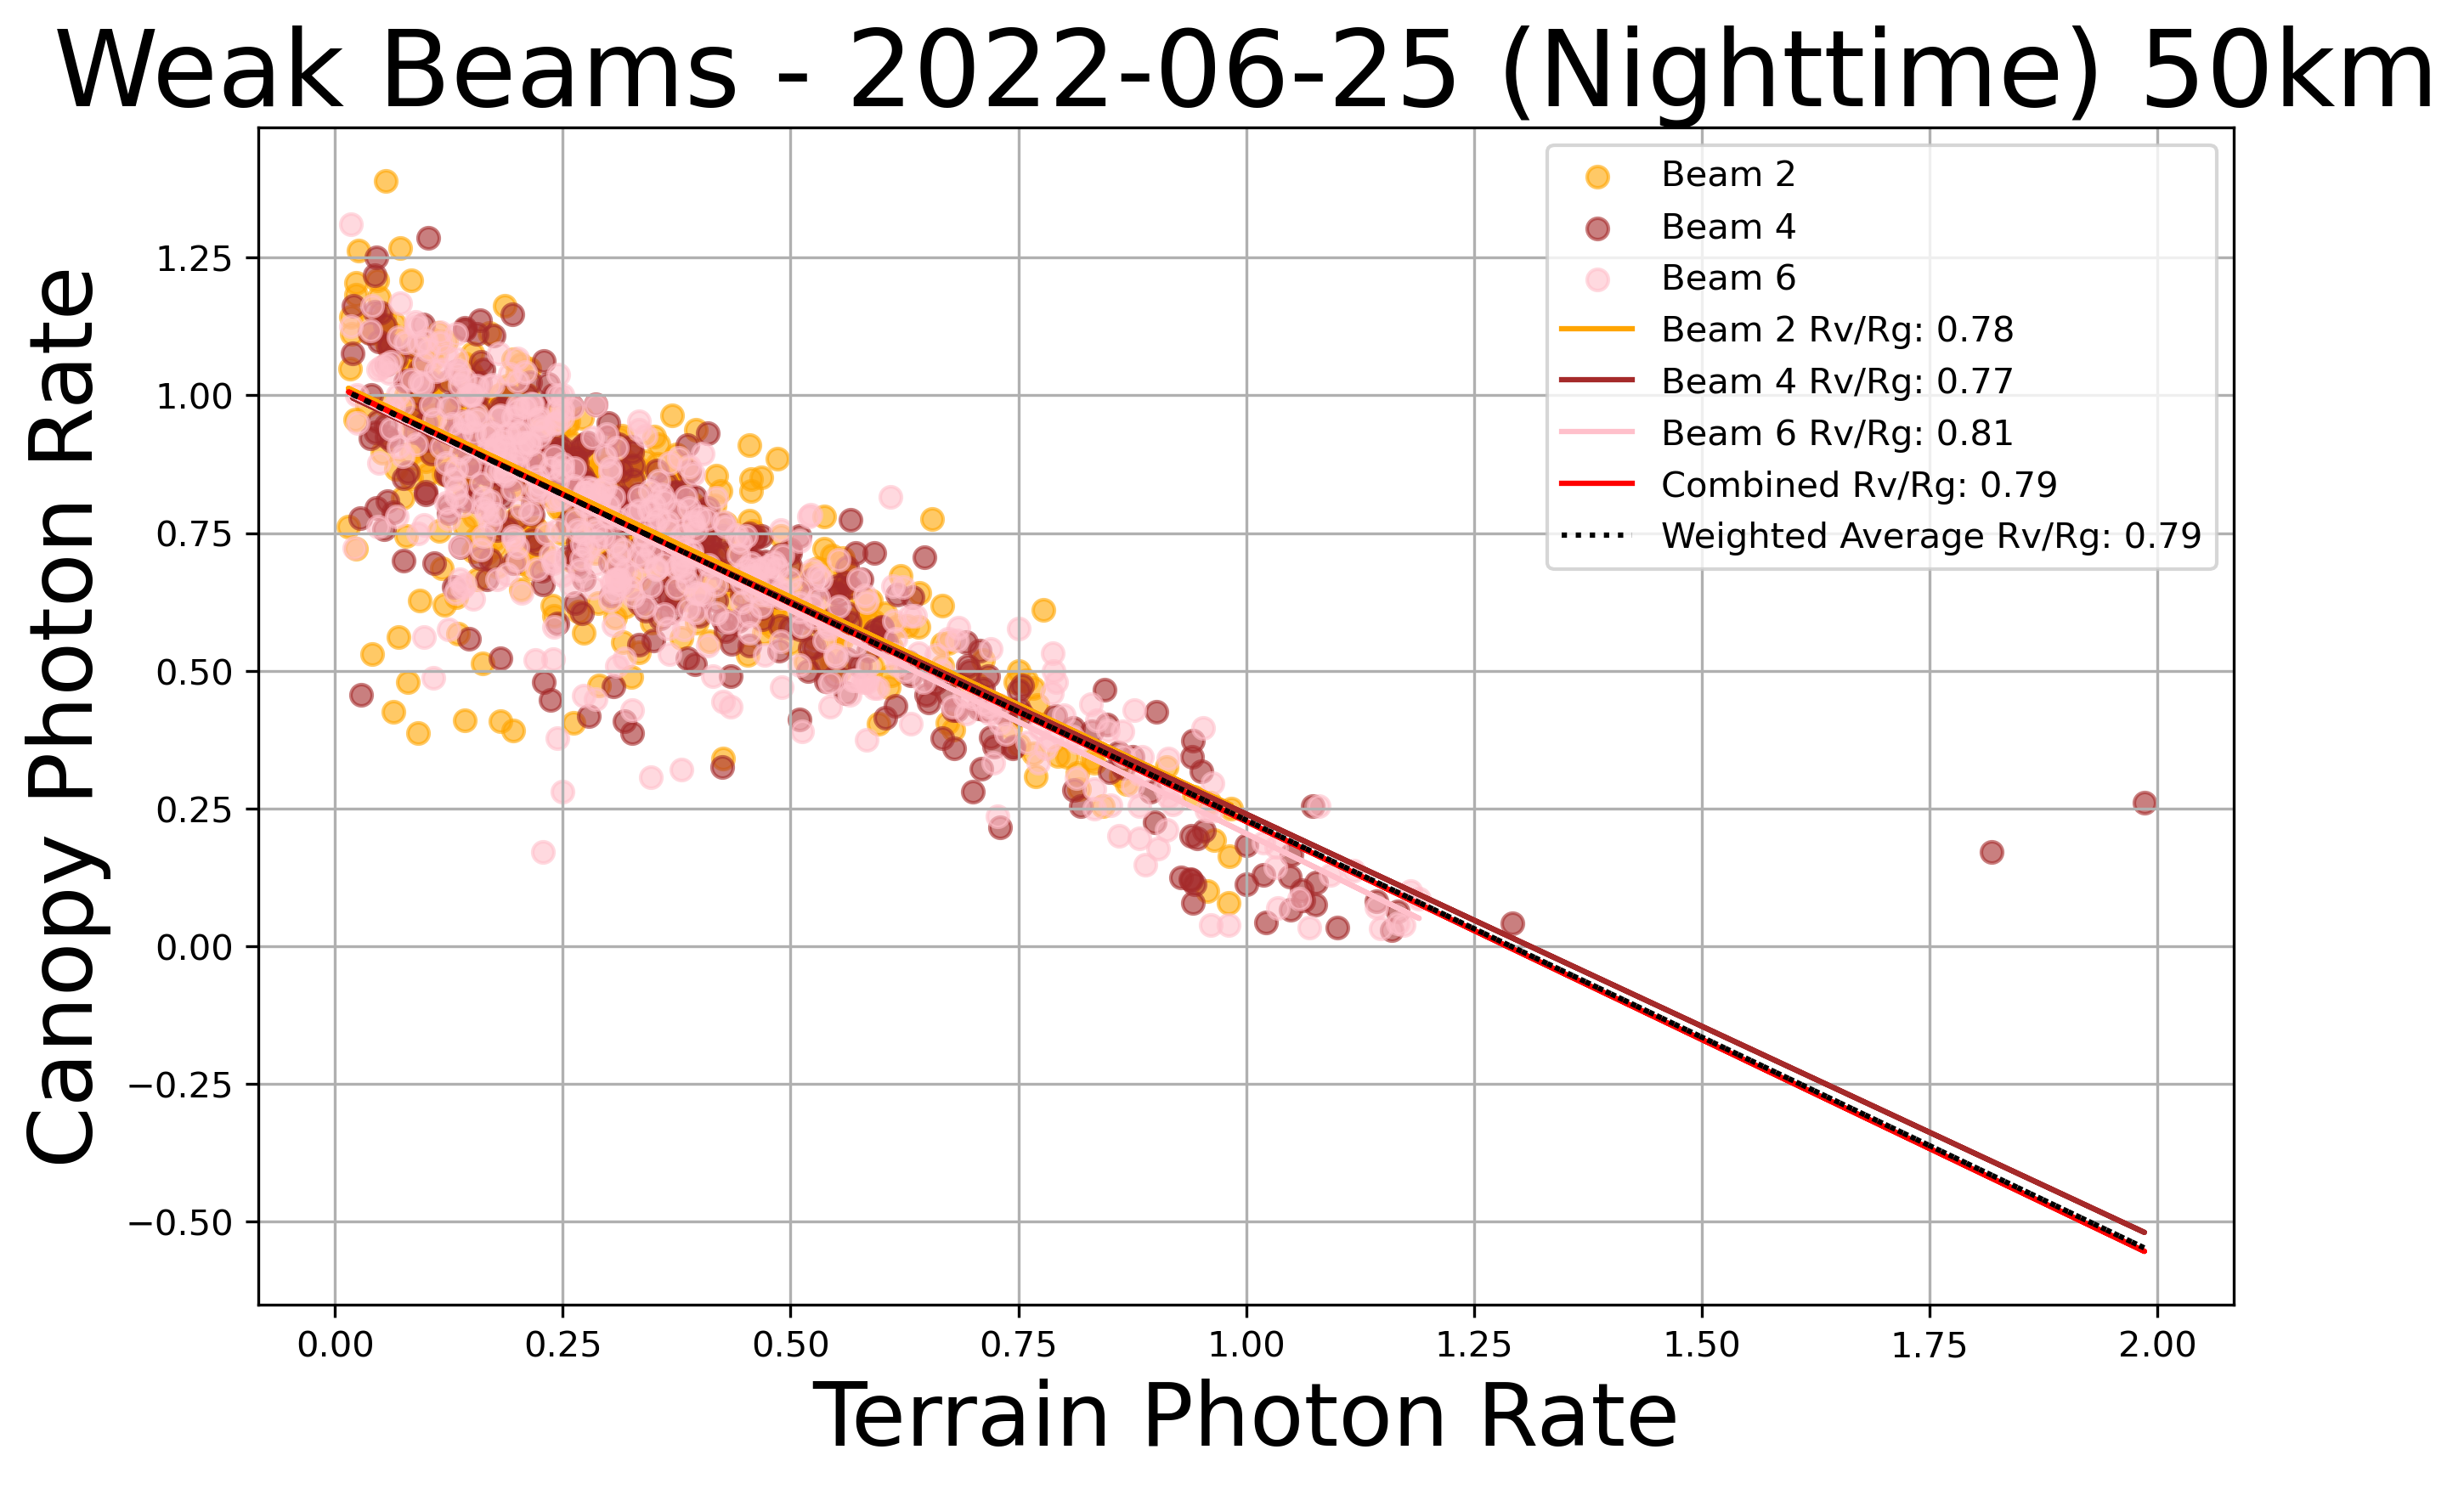 Weak Beams - 2022-06-25 (Nighttime) 50km
Canopy Photon Rate
1.25
1.00
0.75
0.50
0.25
0.00
−0.25
−0.50
Beam 2
Beam 4
Beam 6
Beam 2 Rv/Rg: 0.78
Beam 4 Rv/Rg: 0.77
Beam 6 Rv/Rg: 0.81
Combined Rv/Rg: 0.79
Weighted Average Rv/Rg: 0.79
0.00 0.25 0.50 0.75 1.00 1.25 1.50 1.75 2.00
Terrain Photon Rate